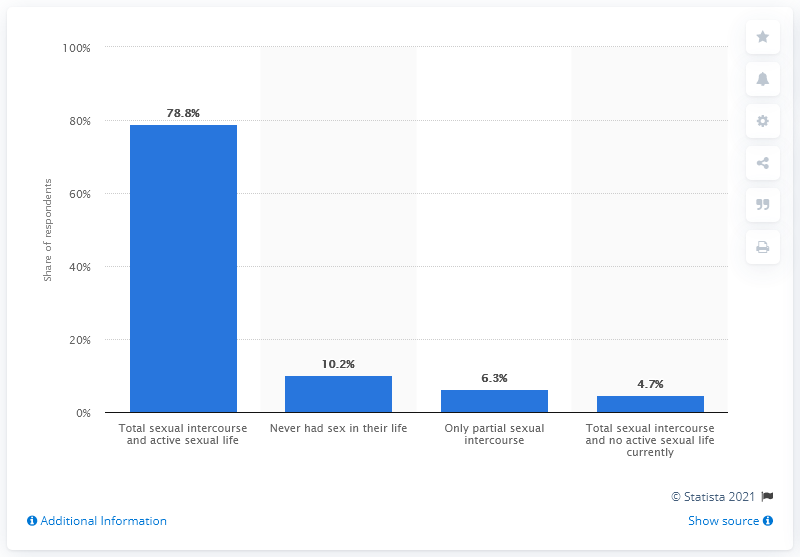 100%
80%
60%
40%
20%
0%
Share of respondents
78.8%
10.2%
6.3%
4.7%
Total sexual intercourse
and active sexual life
Never had sex in their life
Only partial sexual
intercourse
Total sexual intercourse
and no active sexual life
currently
© Statista 2021
Additional Information
Show source